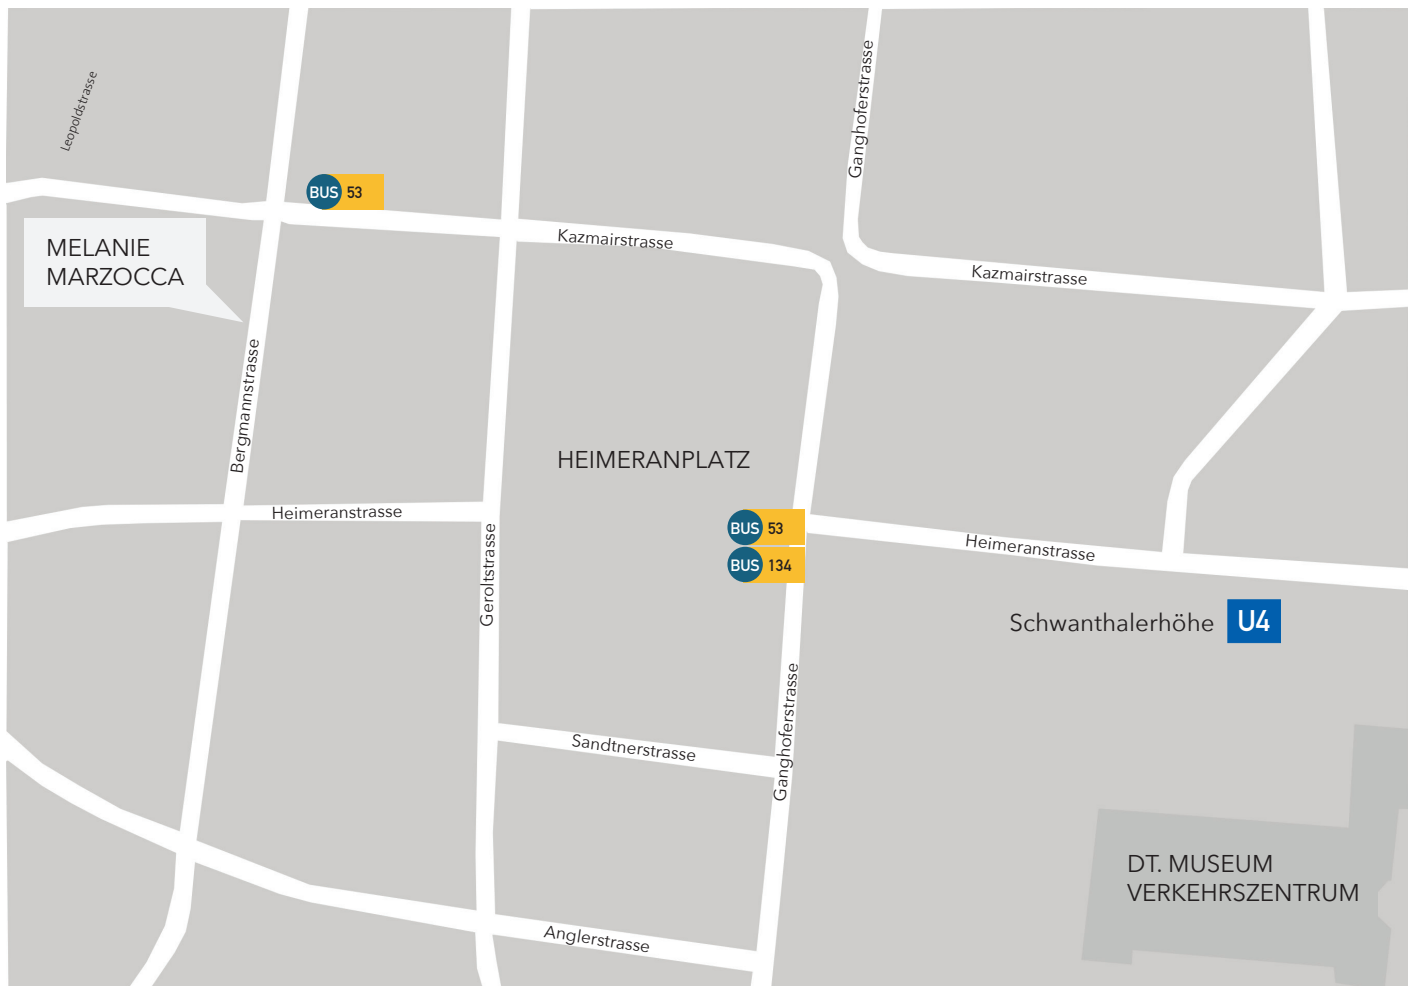 Leopoldstrasse
Ganghoferstrasse
BUS 53
MELANIE
MARZOCCA
Kazmairstrasse
Kazmairstrasse
Bergmannstrasse
HEIMERANPLATZ
Heimeranstrasse
BUS 53
BUS 134
Heimeranstrasse
Geroltstrasse
Schwanthalerhöhe U4
Ganghoferstrasse
Sandtnerstrasse
DT. MUSEUM
VERKEHRSZENTRUM
Anglerstrasse